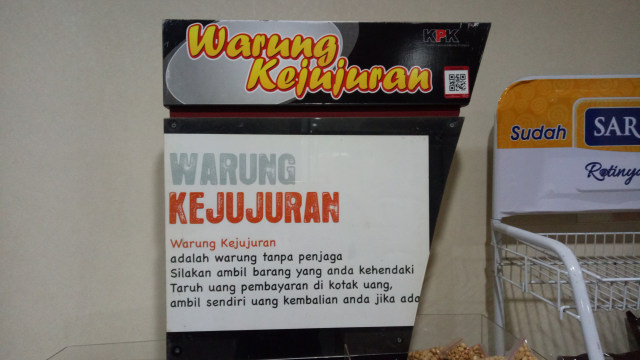 Warung
Kejujuran
KPK
WARUNG
KEJUJURAN
Warung Kejujuran
adalah warung tanpa penjaga
Silakan ambil barang yang anda kehendaki
Taruh uang pembayaran di kotak uang,
ambil sendiri uang kembalian anda jika ada
Sudah SAR
Rotinya